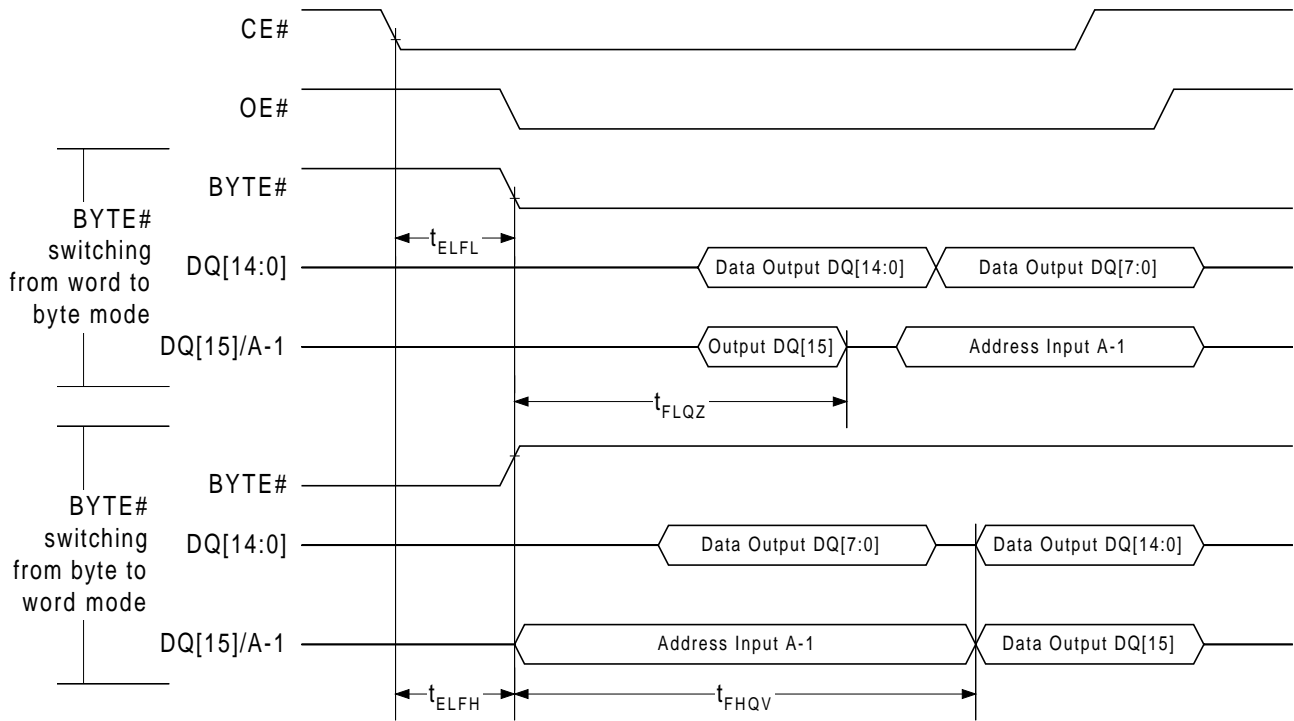 CE#
OE#
BYTE#
switching
from word to
byte mode
BYTE#
tELFL
DQ[14:0]
Data Output DQ[14:0]
Data Output DQ[7:0]
DQ[15]/A-1
Output DQ[15]
Address Input A-1
tFLQZ
BYTE#
switching
from byte to
word mode
BYTE#
DQ[14:0]
Data Output DQ[7:0]
Data Output DQ[14:0]
DQ[15]/A-1
Address Input A-1
Data Output DQ[15]
tELFH
tFHQV